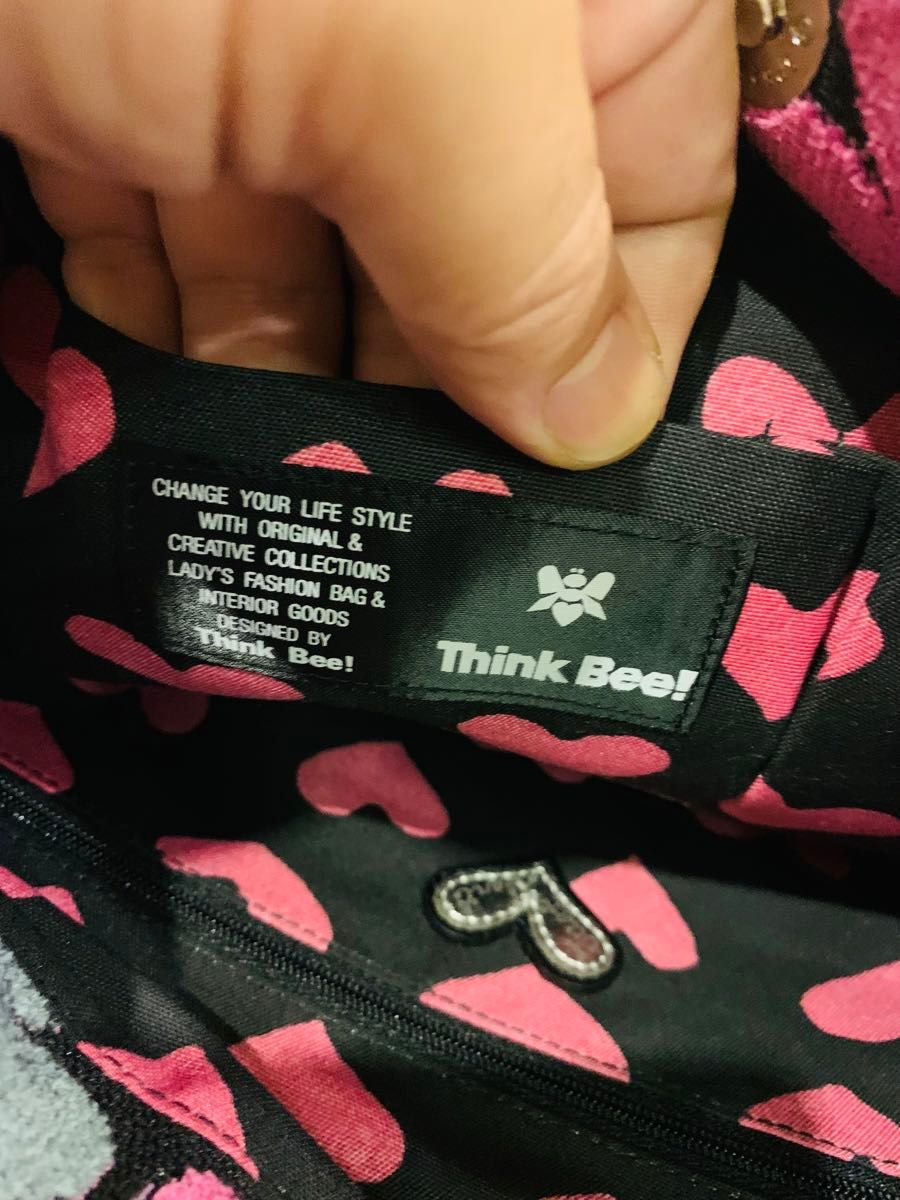 CHANGE YOUR LIFE STYLE
WITH ORIGINAL &
CREATIVE COLLECTIONS
LADY'S FASHION BAG &
INTERIOR GOODS
DESIGNED BY
Think Bee!
Think Bee!